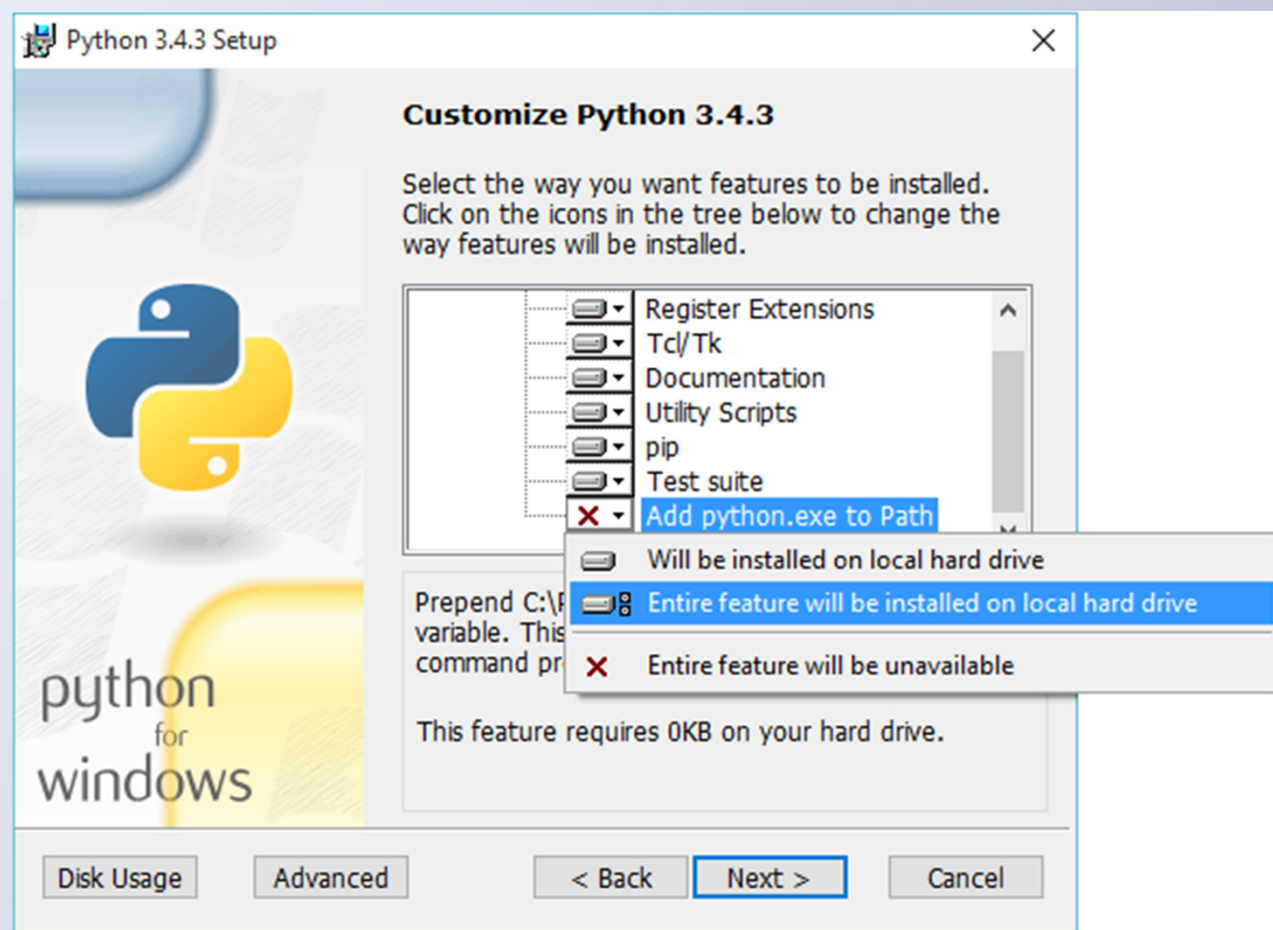 Python 3.4.3 Setup
Customize Python 3.4.3
Select the way you want features to be installed.
Click on the icons in the tree below to change the
way features will be installed.
Register Extensions
Tcl/Tk
Documentation
Utility Scripts
pip
Test suite
Add python.exe to Path
Will be installed on local hard drive
Entire feature will be installed on local hard drive
Entire feature will be unavailable
Prepend C:\
variable. This
command
This feature requires 0KB on your hard drive.
python
for
windows
Disk Usage
Advanced
< Back
Next >
Cancel